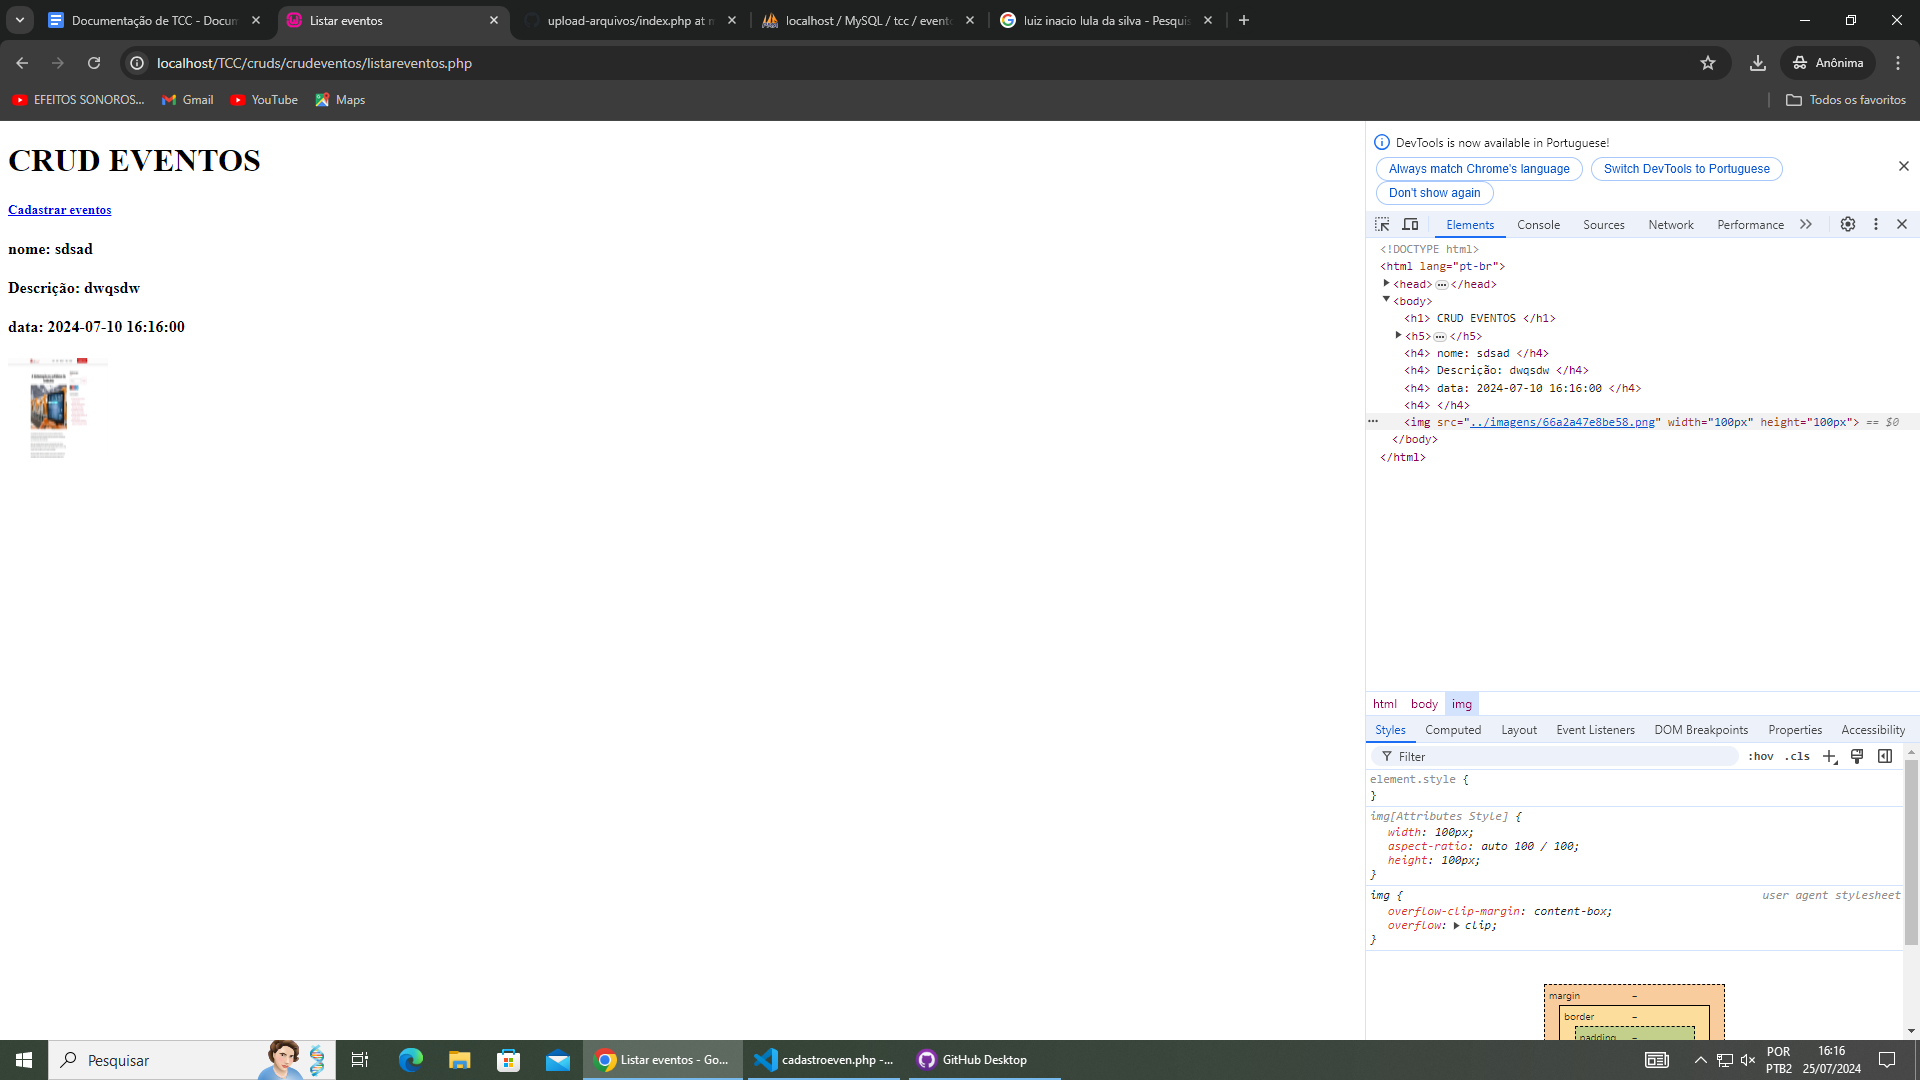 Documentação de TCC - Docum
Listar eventos
upload-arquivos/index.php at m
localhost / MySQL / tcc / evento
luiz inacio lula da silva - Pesquis
localhost/TCC/cruds/crudeventos/listareventos.php
Anônima
EFEITOS SONOROS...
Gmail
YouTube
Maps
Todos os favoritos
CRUD EVENTOS
Cadastrar eventos
nome: sdsad
Descrição: dwqsdw
data: 2024-07-10 16:16:00
DevTools is now available in Portuguese!
Always match Chrome's language
Switch DevTools to Portuguese
Don't show again
Elements
Console
Sources
Network
Performance
<!DOCTYPE html>
<html lang="pt-br">
<head> ••• </head>
<body>
<h1> CRUD EVENTOS </h1>
<h5> ••• </h5>
<h4> nome: sdsad </h4>
<h4> Descrição: dwqsdw </h4>
<h4> data: 2024-07-10 16:16:00 </h4>
<h4> </h4>
<img src="../imagens/66a2a47e8be58.png" width="100px" height="100px"> == $0
</body>
</html>
html
body
img
Styles
Computed
Layout
Event Listeners
DOM Breakpoints
Properties
Accessibility
Filter
:hov
.cls
element.style {
}
img[Attributes Style] {
width: 100px;
aspect-ratio: auto 100 / 100;
height: 100px;
}
img {
user agent stylesheet
overflow-clip-margin: content-box;
overflow: clip;
}
margin
–
border
–
padding
–
Pesquisar
Listar eventos - Go...
cadastroeven.php -...
GitHub Desktop
POR
PTB2
16:16
25/07/2024